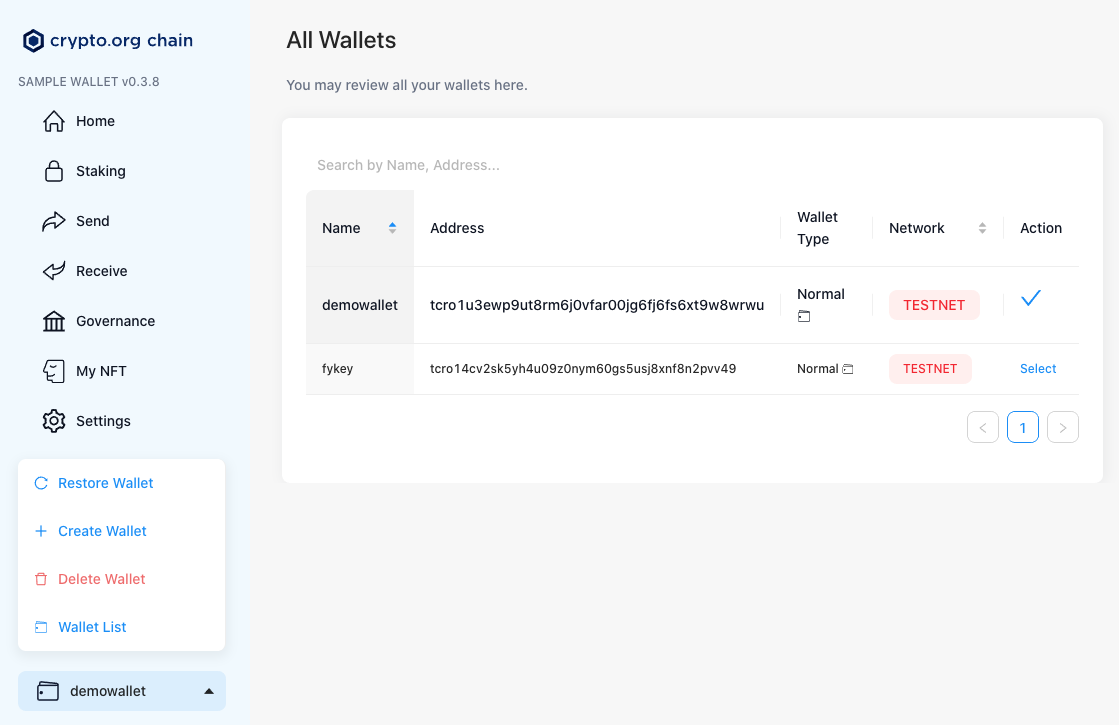 crypto.org chain
SAMPLE WALLET v0.3.8
Home
Staking
Send
Receive
Governance
My NFT
Settings
Restore Wallet
Create Wallet
Delete Wallet
Wallet List
demowallet
All Wallets
You may review all your wallets here.
Search by Name, Address...
Name Address Wallet Type Network Action
demowallet tcro1u3ewp9ut8rm6j0vfar00jg6fj6fs6xt9w8wrwu Normal TESTNET
fykey tcro14cv2sk5yh4u09z0nym60gs5usj8xnf8n2pvv49 Normal TESTNET Select
< 1 >